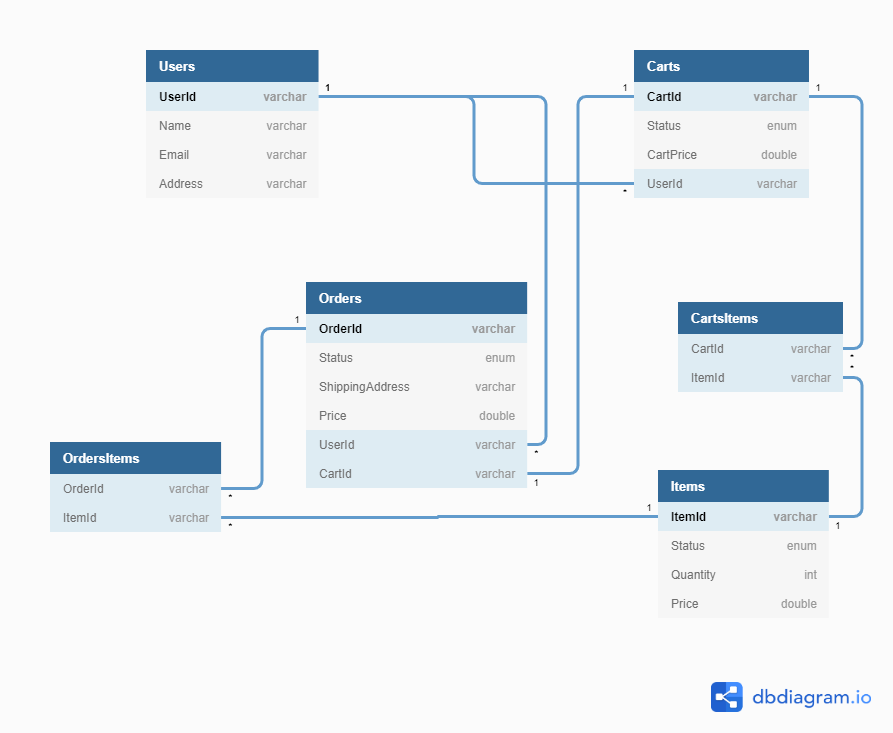 Users
UserId varchar
Name varchar
Email varchar
Address varchar
1
Carts
CartId varchar
Status enum
CartPrice double
UserId varchar
1
1
*
Orders
OrderId varchar
Status enum
ShippingAddress varchar
Price double
UserId varchar
CartId varchar
1
*
1
CartsItems
CartId varchar
ItemId varchar
*
*
OrdersItems
OrderId varchar
ItemId varchar
*
*
Items
ItemId varchar
Status enum
Quantity int
Price double
1
1
dbdiagram.io